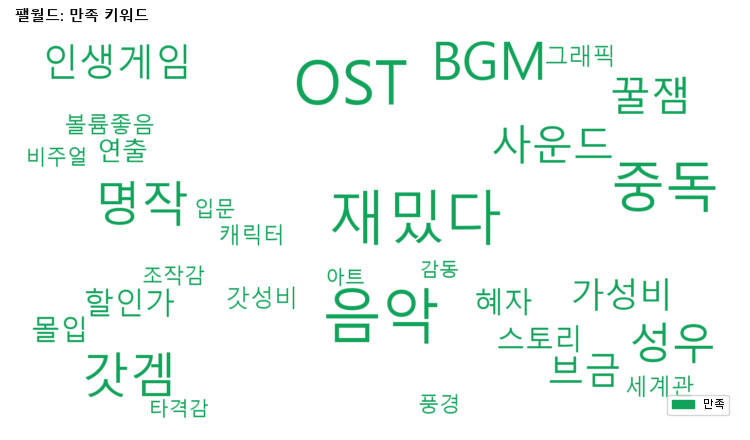 팰월드: 만족 키워드
인생게임
OST
BGM
그래픽
꿀잼
볼륨좋음
비주얼
연출
사운드
중독
명작
입문
캐릭터
재밌다
조작감
아트
감동
할인가
갓성비
음악
혜자
가성비
몰입
스토리
성우
갓겜
브금
세계관
타격감
풍경
만족